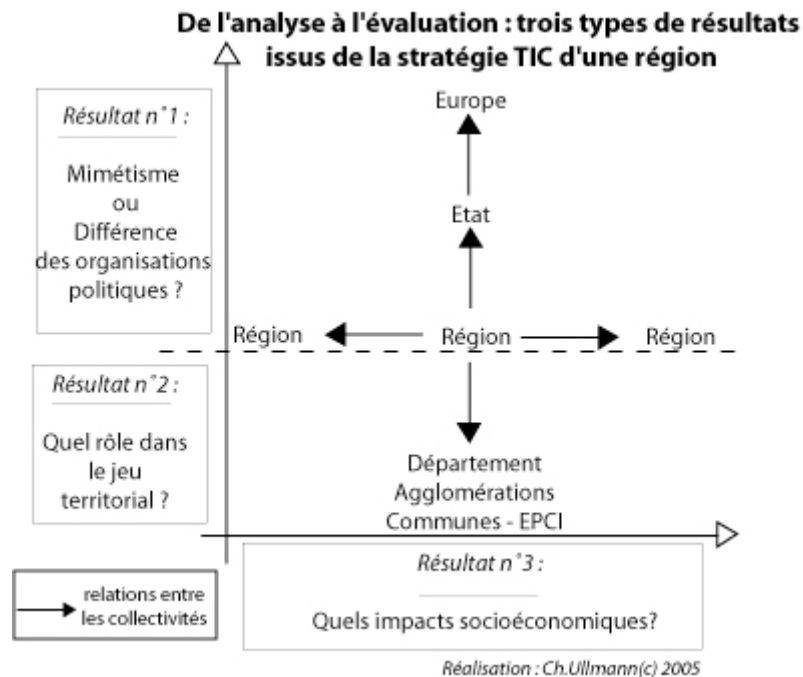 De l'analyse à l'évaluation : trois types de résultats
issus de la stratégie TIC d'une région
Résultat n°1 :
Mimétisme
ou
Différence
des organisations
politiques ?
Europe
Etat
Région
Région
Région
Résultat n°2 :
Quel rôle dans
le jeu
territorial ?
Département
Agglomérations
Communes - EPCI
Résultat n°3 :
Quels impacts socioéconomiques?
relations entre
les collectivités
Réalisation : Ch.Ullmann(c) 2005